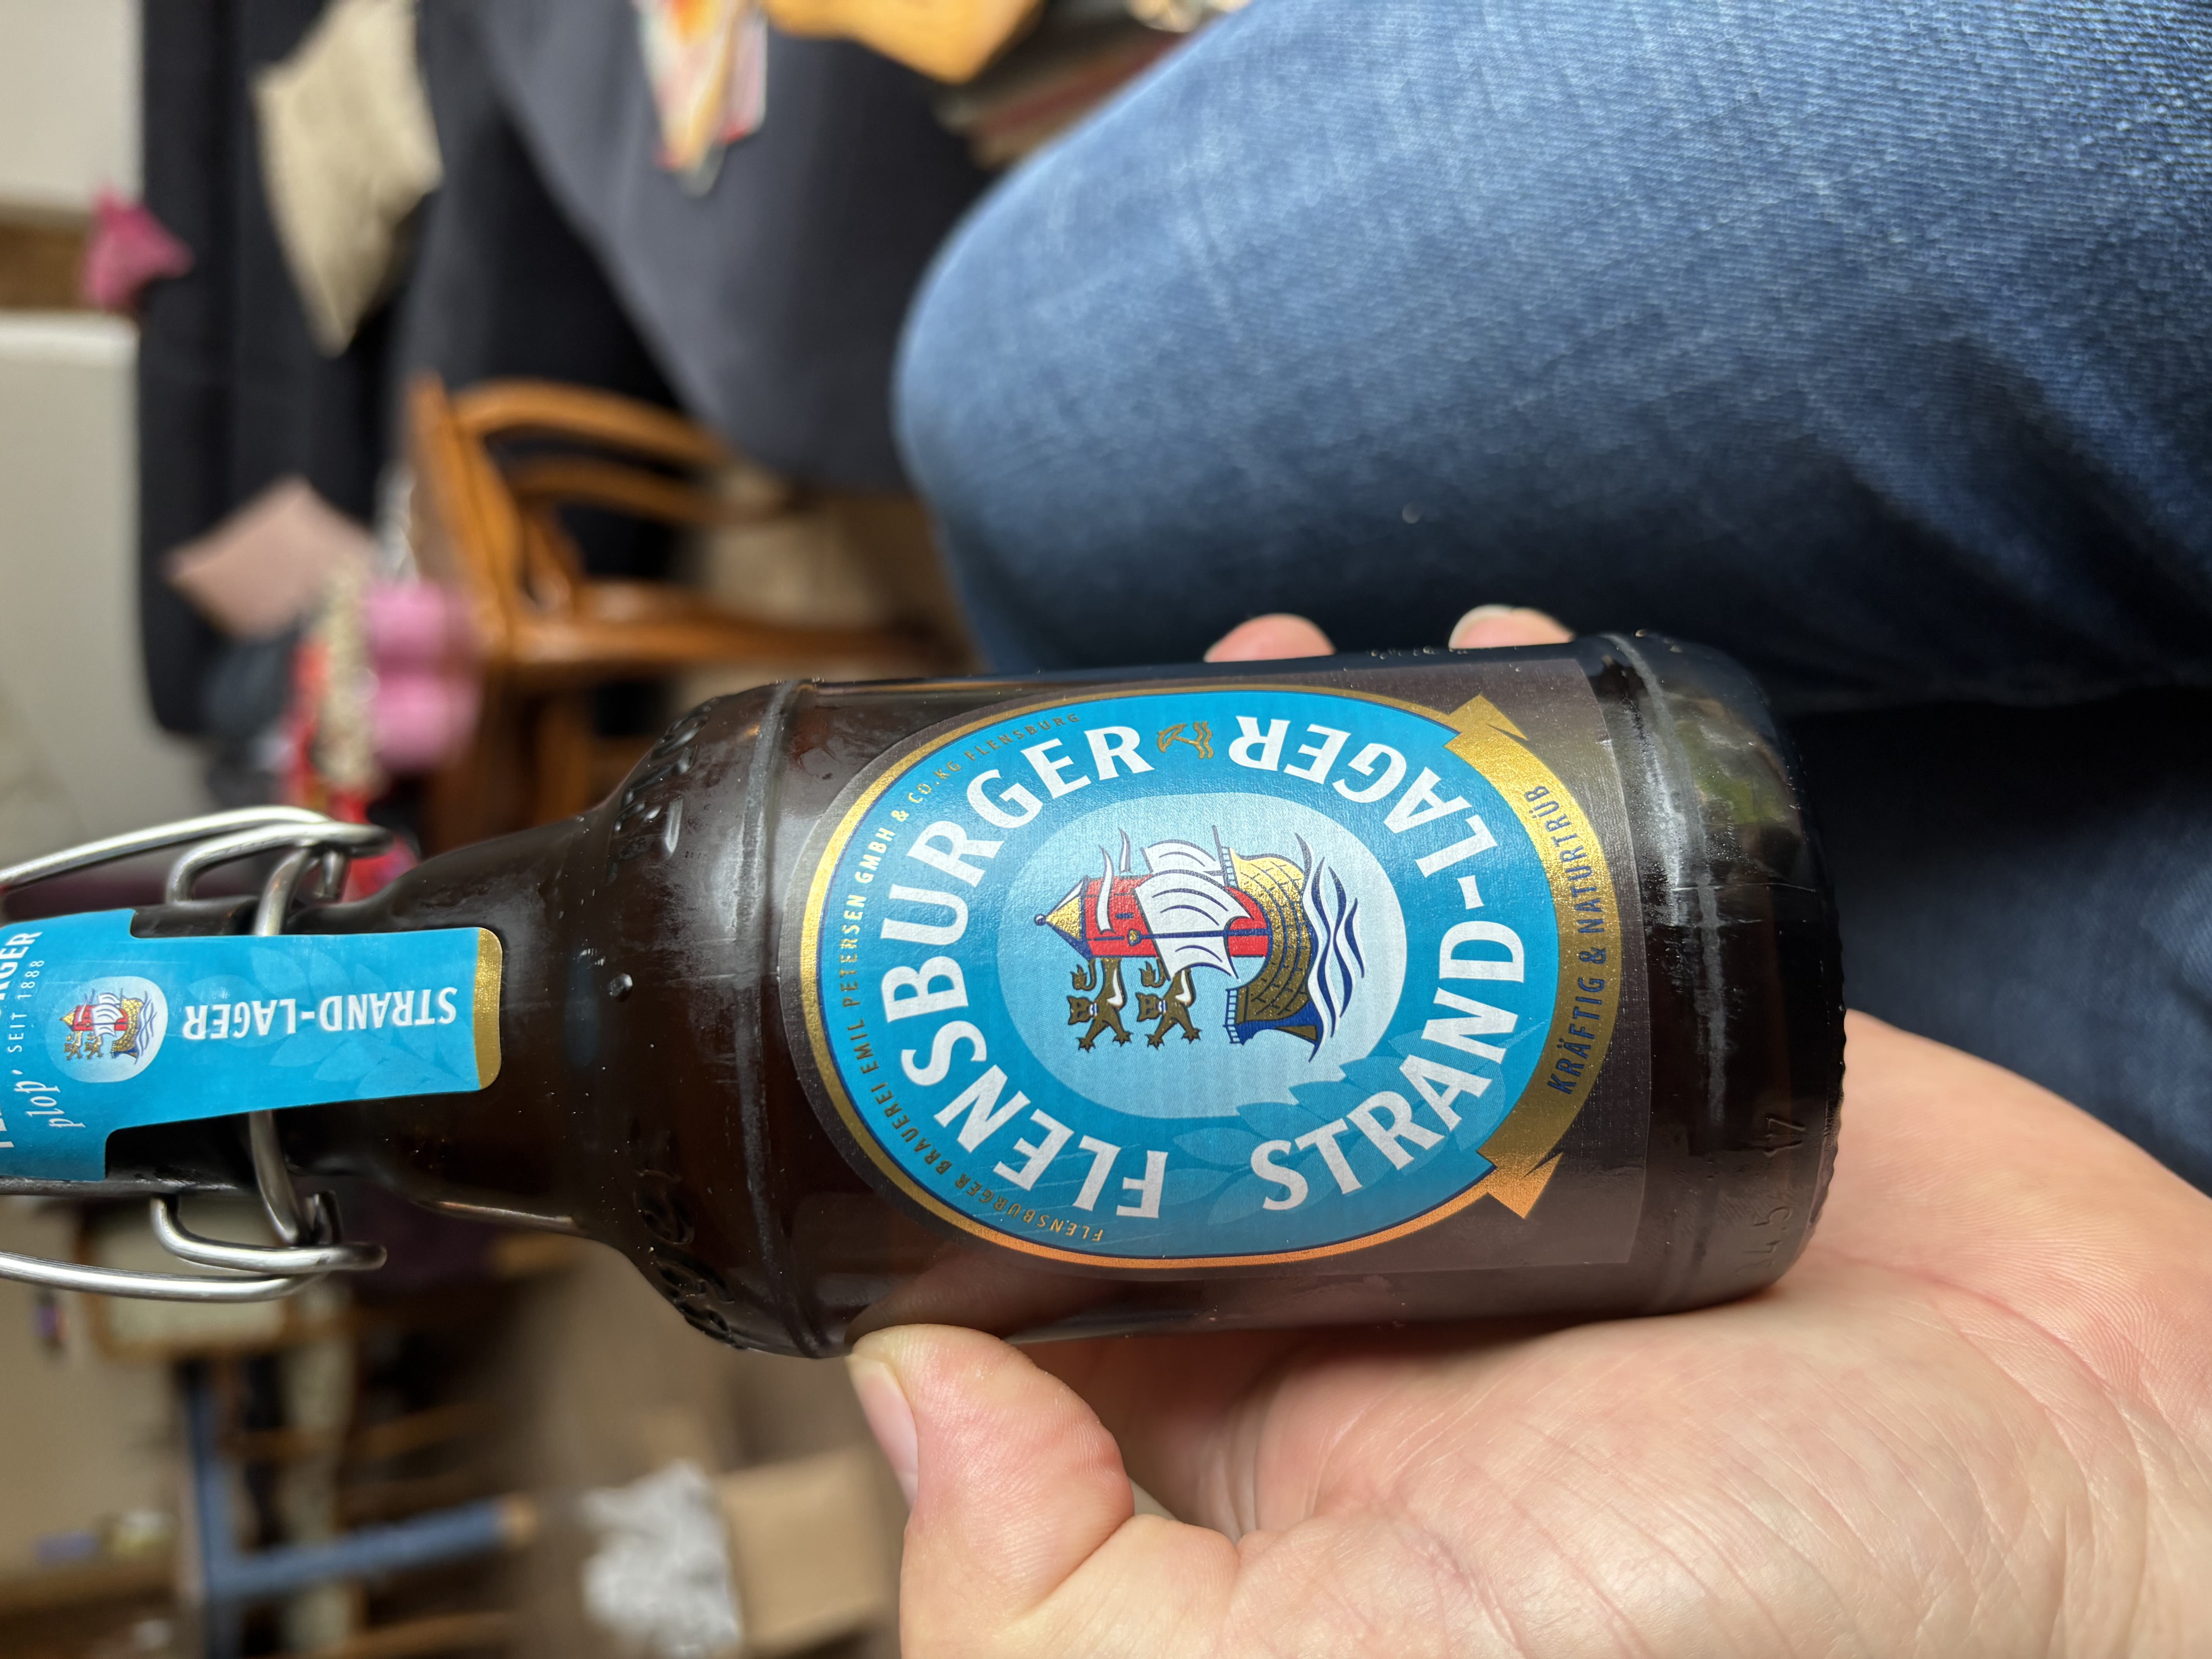 SEIT 1888
plop'
STRAND-LAGER
FLENSBURGER BRAUEREI EMIL PETERSEN GMBH & CO.KG FLENSBURG
FLENSBURGER
STRAND-LAGER
KRÄFTIG & NATURTRÜB